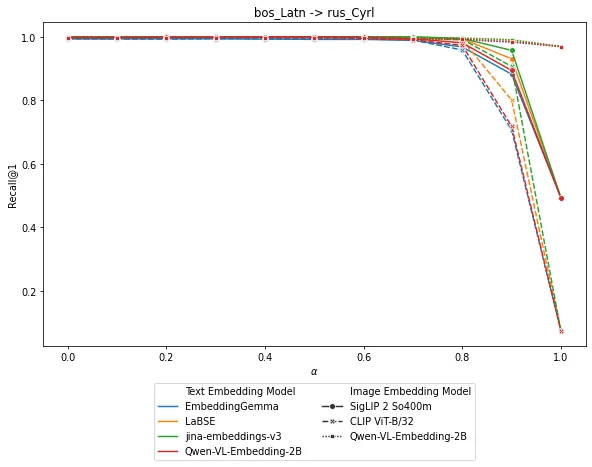 bos_Latn -> rus_Cyrl
1.0
0.8
0.6
0.4
0.2
Recall@1
0.0 0.2 0.4 0.6 0.8 1.0
α
Text Embedding Model Image Embedding Model
EmbeddingGemma SigLIP 2 So400m
LaBSE CLIP ViT-B/32
jina-embeddings-v3 Qwen-VL-Embedding-2B
Qwen-VL-Embedding-2B